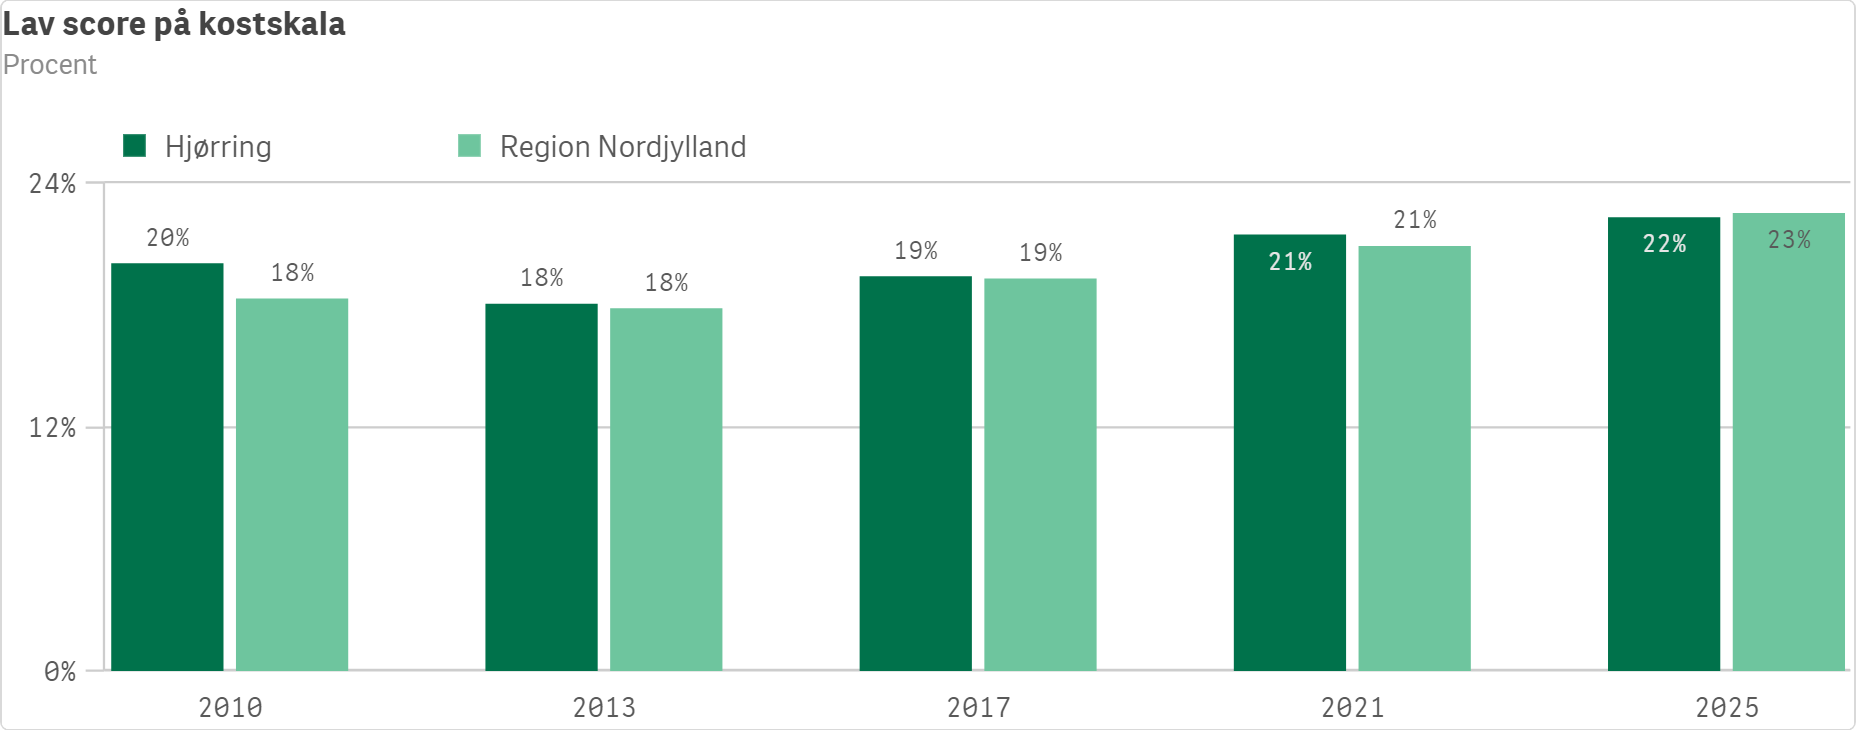 Lav score på kostskala
Procent
Hjørring Region Nordjylland
24%
12%
0%
20% 18% 18% 18% 19% 19% 21% 21% 22% 23%
2010 2013 2017 2021 2025